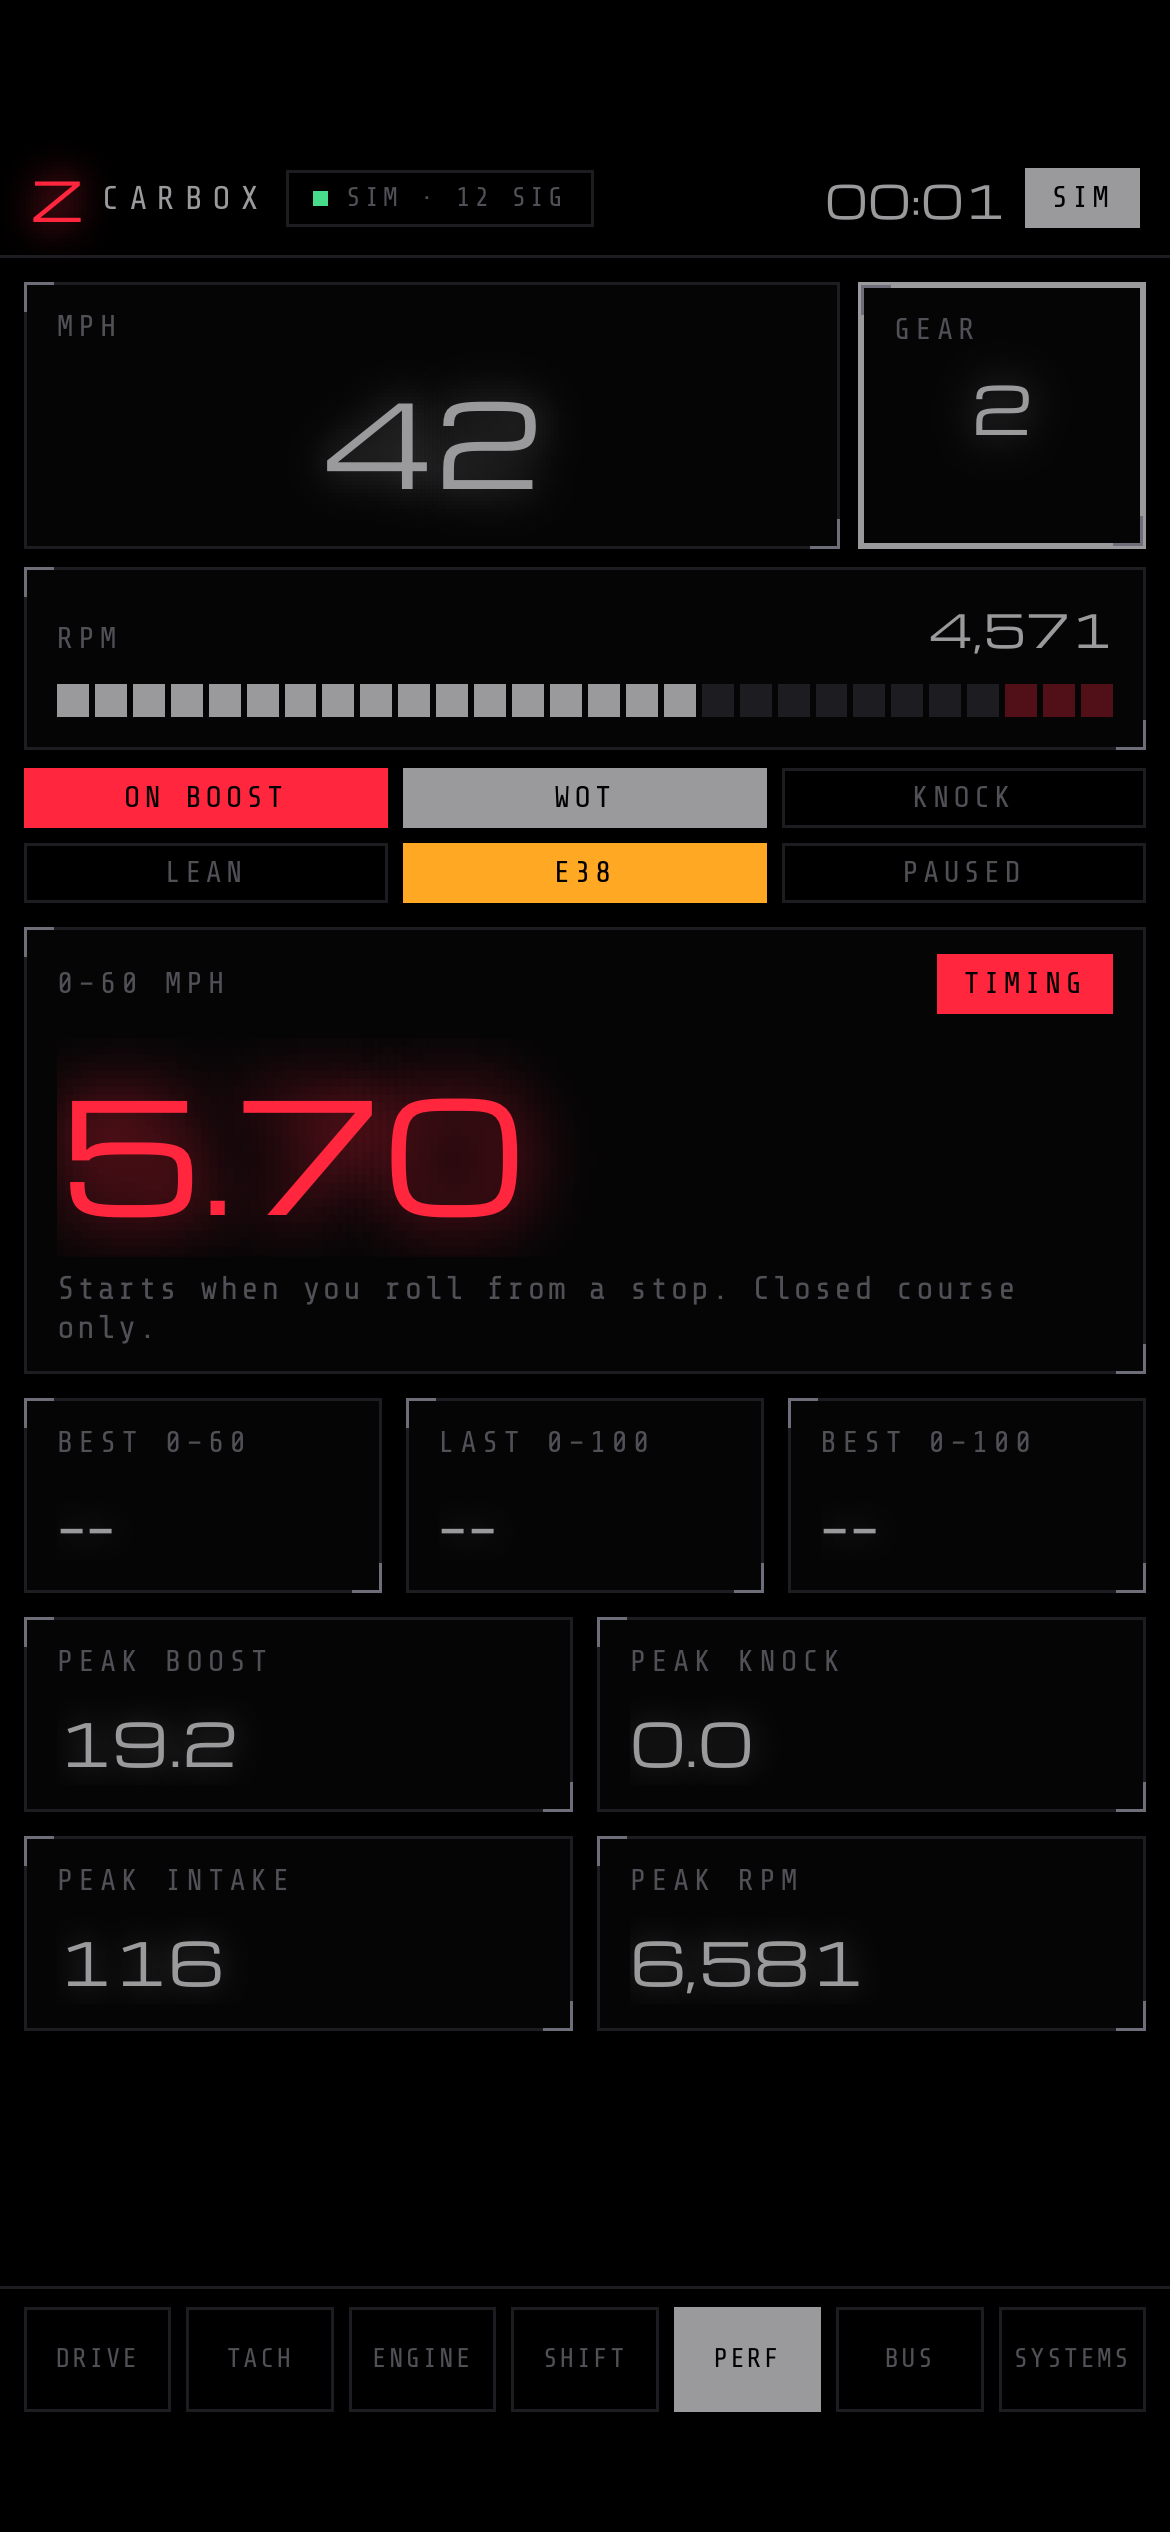 Z CARBOX SIM · 12 SIG 00:01 SIM
MPH
42
GEAR
2
RPM 4,571
ON BOOST WOT KNOCK
LEAN E38 PAUSED
0-60 MPH TIMING
5.70
Starts when you roll from a stop. Closed course
only.
BEST 0-60 LAST 0-100 BEST 0-100
-- -- --
PEAK BOOST PEAK KNOCK
19.2 0.0
PEAK INTAKE PEAK RPM
116 6,581
DRIVE TACH ENGINE SHIFT PERF BUS SYSTEMS